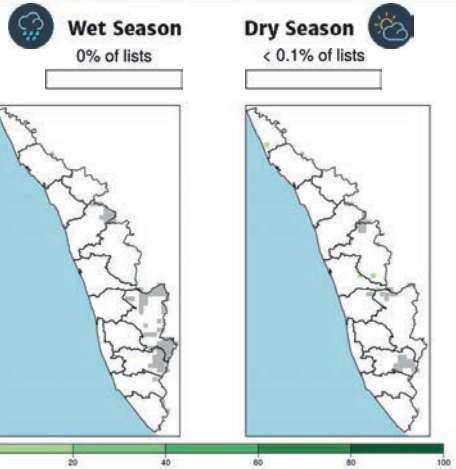 Wet Season
0% of lists
Dry Season
< 0.1% of lists
20 40 60 80 100